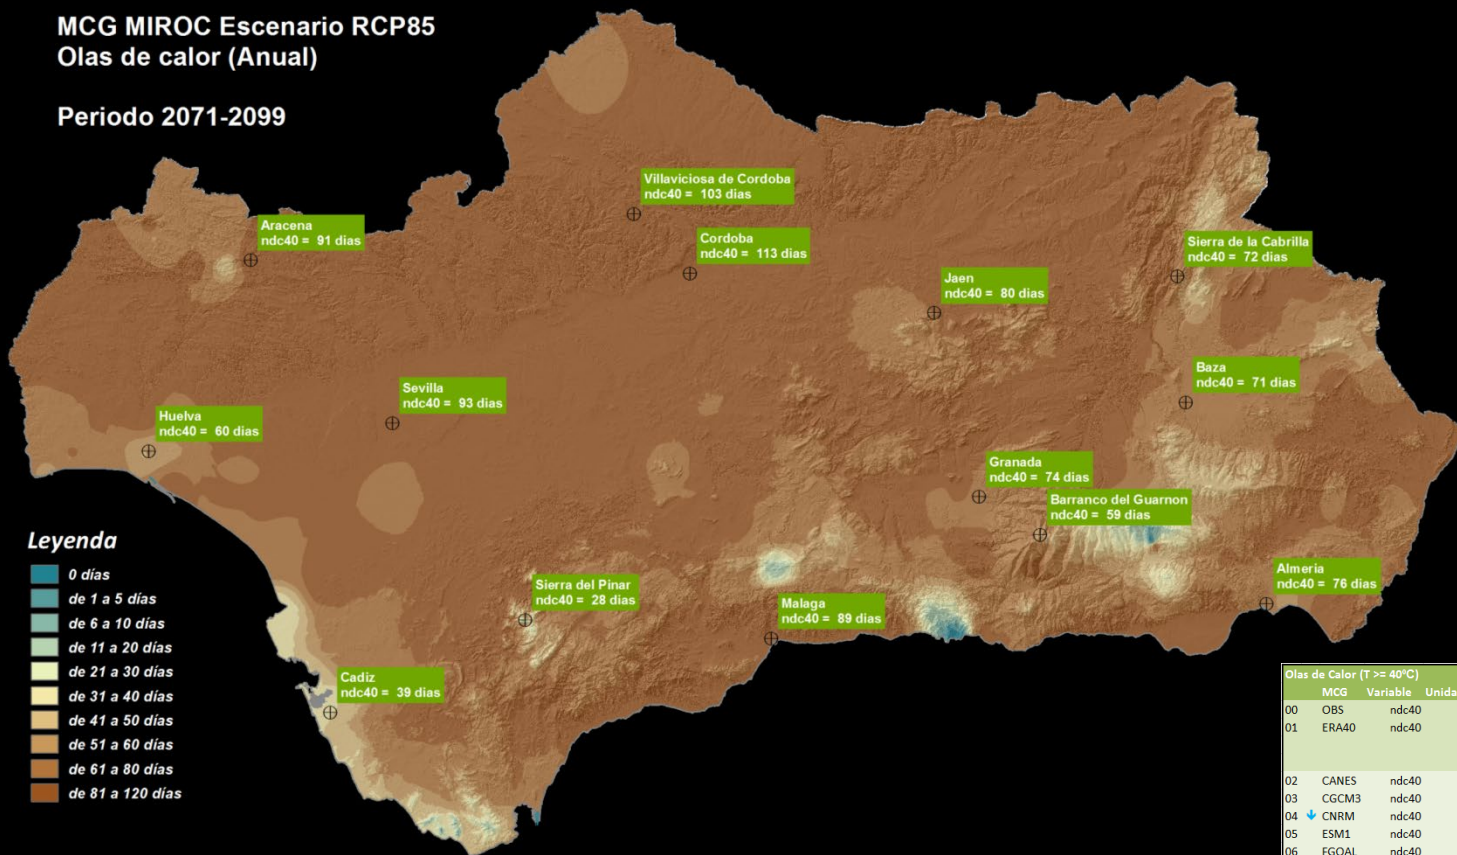 MCG MIROC Escenario RCP85
Olas de calor (Anual)
Periodo 2071-2099
Villaviciosa de Cordoba
ndc40 = 103 dias
Aracena
ndc40 = 91 dias
Cordoba
ndc40 = 113 dias
Sierra de la Cabrilla
ndc40 = 72 dias
Jaen
ndc40 = 80 dias
Baza
ndc40 = 71 dias
Sevilla
ndc40 = 93 dias
Huelva
ndc40 = 60 dias
Granada
ndc40 = 74 dias
Barranco del Guarnon
ndc40 = 59 dias
Almeria
ndc40 = 76 dias
Sierra del Pinar
ndc40 = 28 dias
Malaga
ndc40 = 89 dias
Cadiz
ndc40 = 39 dias
Leyenda
0 días
de 1 a 5 días
de 6 a 10 días
de 11 a 20 días
de 21 a 30 días
de 31 a 40 días
de 41 a 50 días
de 51 a 60 días
de 61 a 80 días
de 81 a 120 días
Olas de Calor (T >= 40ºC)
MCG Variable Unida
00 OBS ndc40
01 ERA40 ndc40
02 CANES ndc40
03 CGCM3 ndc40
04 CNRM ndc40
05 ESM1 ndc40
06 FGOAL ndc40